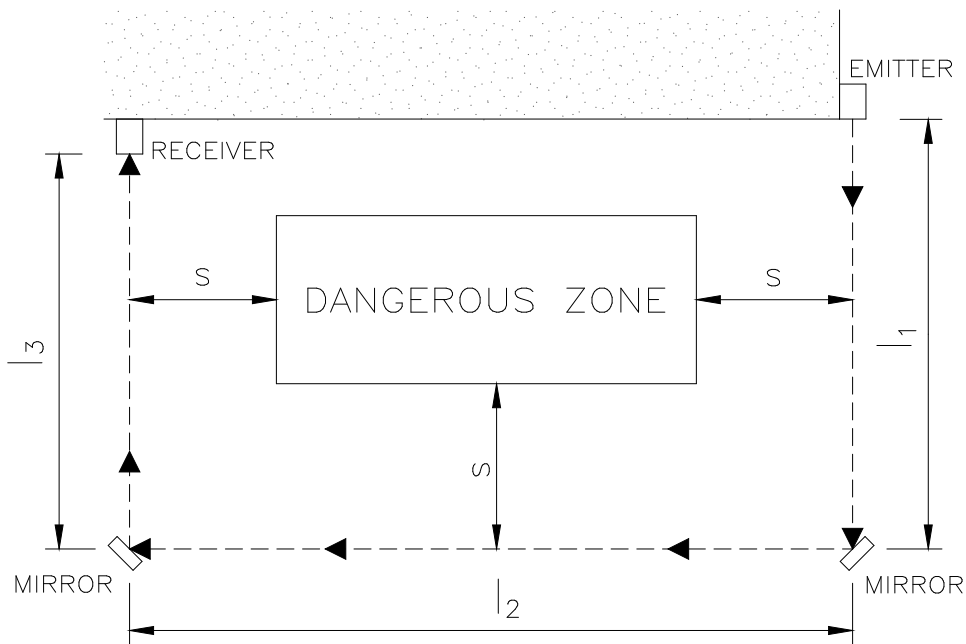 EMITTER
RECEIVER
S
S
DANGEROUS ZONE
l3
l1
S
MIRROR
MIRROR
l2